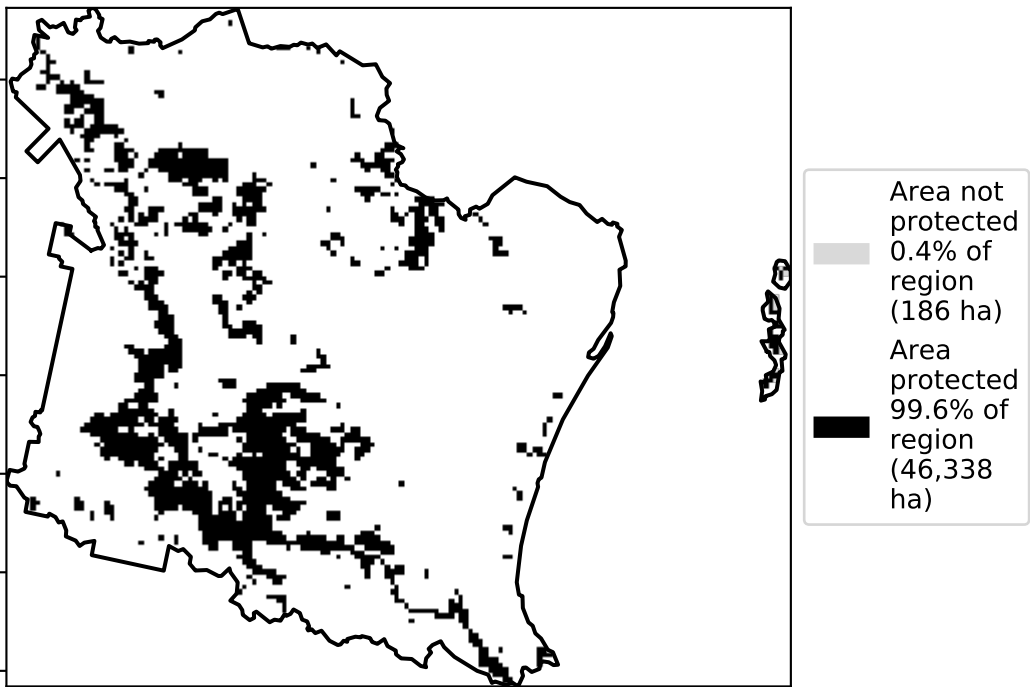 Area not
protected
0.4% of
region
(186 ha)
Area
protected
99.6% of
region
(46,338
ha)